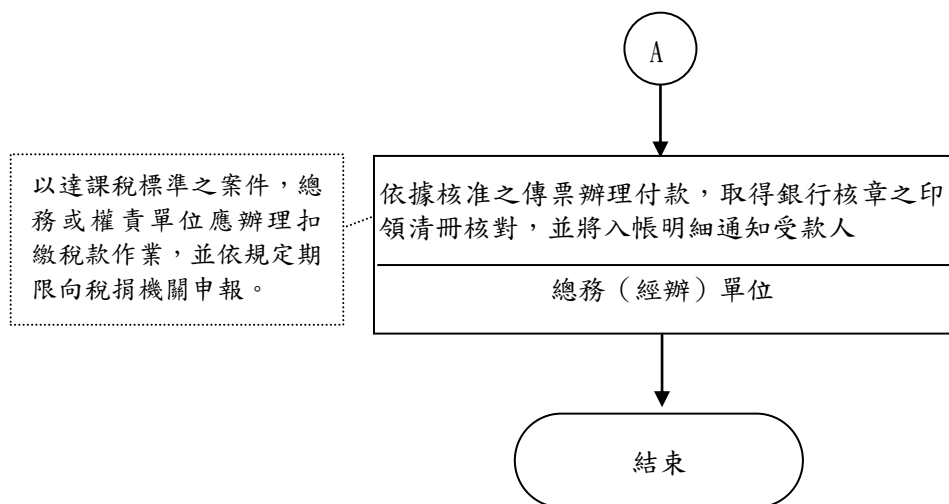 A
以達課稅標準之案件，總
務或權責單位應辦理扣
繳稅款作業，並依規定期
限向稅捐機關申報。
依據核准之傳票辦理付款，取得銀行核章之印
領清冊核對，並將入帳明細通知受款人
總務（經辦）單位
結束